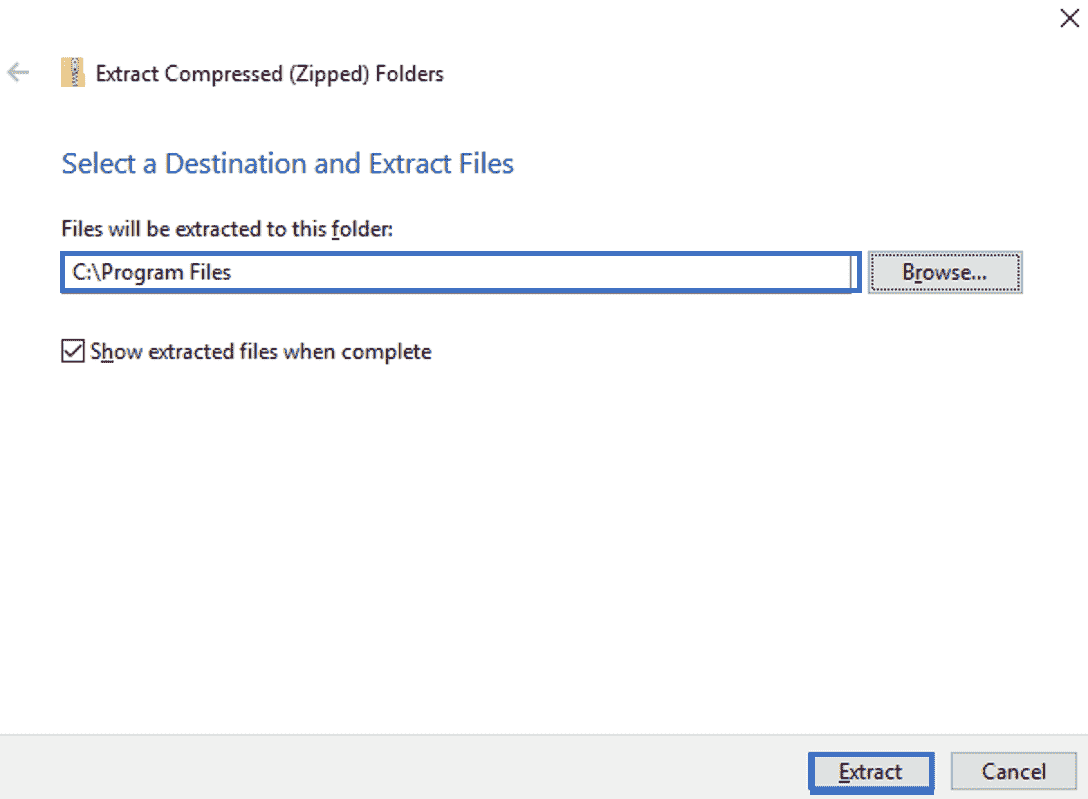 Extract Compressed (Zipped) Folders
Select a Destination and Extract Files
Files will be extracted to this folder:
C:\Program Files
Browse...
Show extracted files when complete
Extract
Cancel